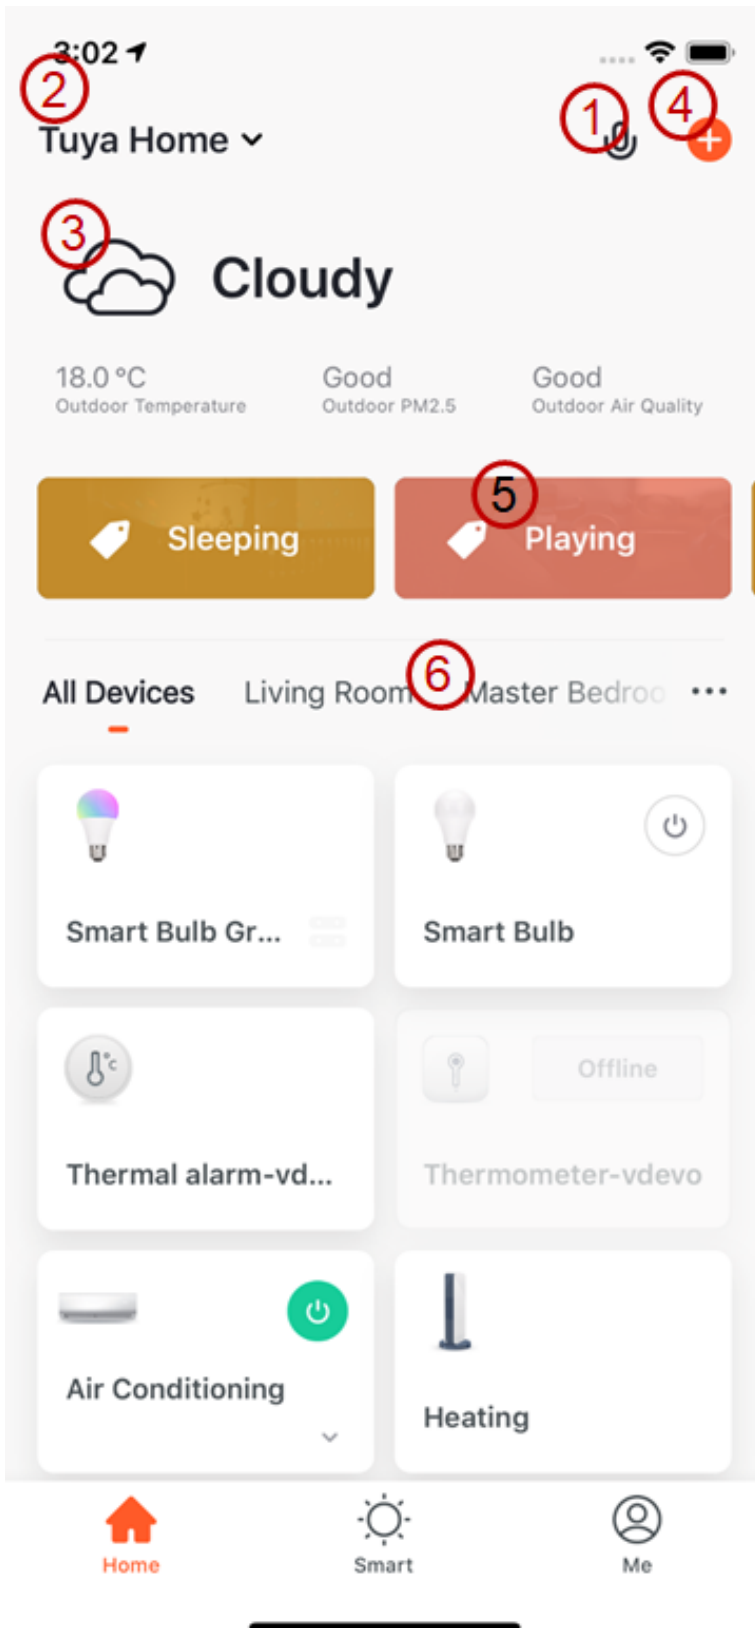 3:02
2
1
4
Tuya Home
3
Cloudy
18.0 °C Good Good
Outdoor Temperature Outdoor PM2.5 Outdoor Air Quality
5
Sleeping Playing
6
All Devices Living Room Master Bedroo ...
Smart Bulb Gr... Smart Bulb
°c Offline
Thermal alarm-vd... Thermometer-vdevo
Air Conditioning
Heating
Home Smart Me